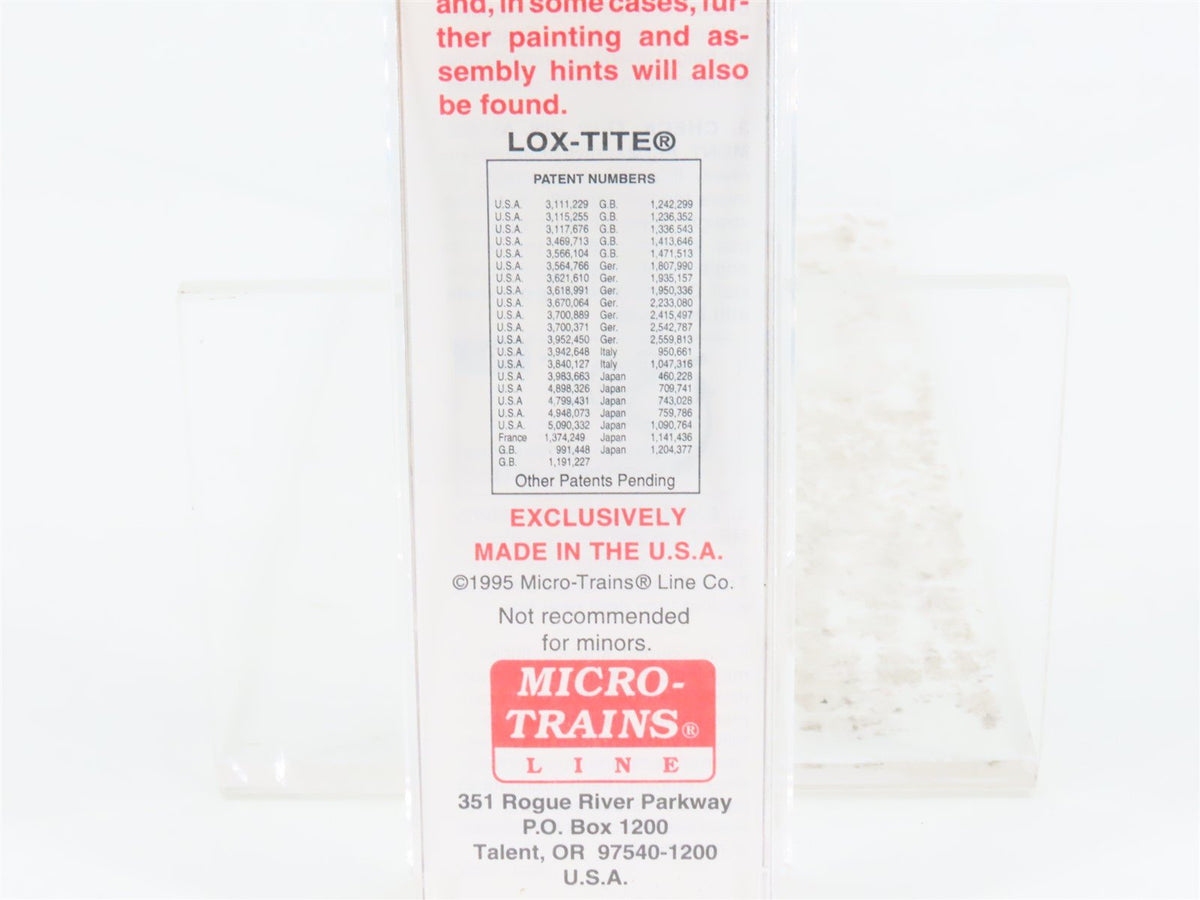 and, in some cases, fur-
ther painting and as-
sembly hints will also
be found.
LOX-TITE®
PATENT NUMBERS
U.S.A. 3,111,229 G.B. 1,242,299
U.S.A. 3,115,255 G.B. 1,236,352
U.S.A. 3,117,676 G.B. 1,336,543
U.S.A. 3,469,713 G.B. 1,413,646
U.S.A. 3,566,104 G.B. 1,471,513
U.S.A. 3,564,766 Ger. 1,807,990
U.S.A. 3,621,610 Ger. 1,935,157
U.S.A. 3,618,991 Ger. 1,950,336
U.S.A. 3,670,064 Ger. 2,233,080
U.S.A. 3,700,889 Ger. 2,415,497
U.S.A. 3,700,371 Ger. 2,542,787
U.S.A. 3,952,450 Ger. 2,559,813
U.S.A. 3,942,648 Italy 950,661
U.S.A. 3,840,127 Italy 1,047,316
U.S.A. 3,983,663 Japan 460,228
U.S.A 4,898,326 Japan 709,741
U.S.A 4,799,431 Japan 743,028
U.S.A. 4,948,073 Japan 759,786
U.S.A. 5,090,332 Japan 1,090,764
France 1,374,249 Japan 1,141,436
G.B. 991,448 Japan 1,204,377
G.B. 1,191,227
Other Patents Pending
EXCLUSIVELY
MADE IN THE U.S.A.
©1995 Micro-Trains® Line Co.
Not recommended
for minors.
MICRO-
TRAINS®
LINE
351 Rogue River Parkway
P.O. Box 1200
Talent, OR 97540-1200
U.S.A.